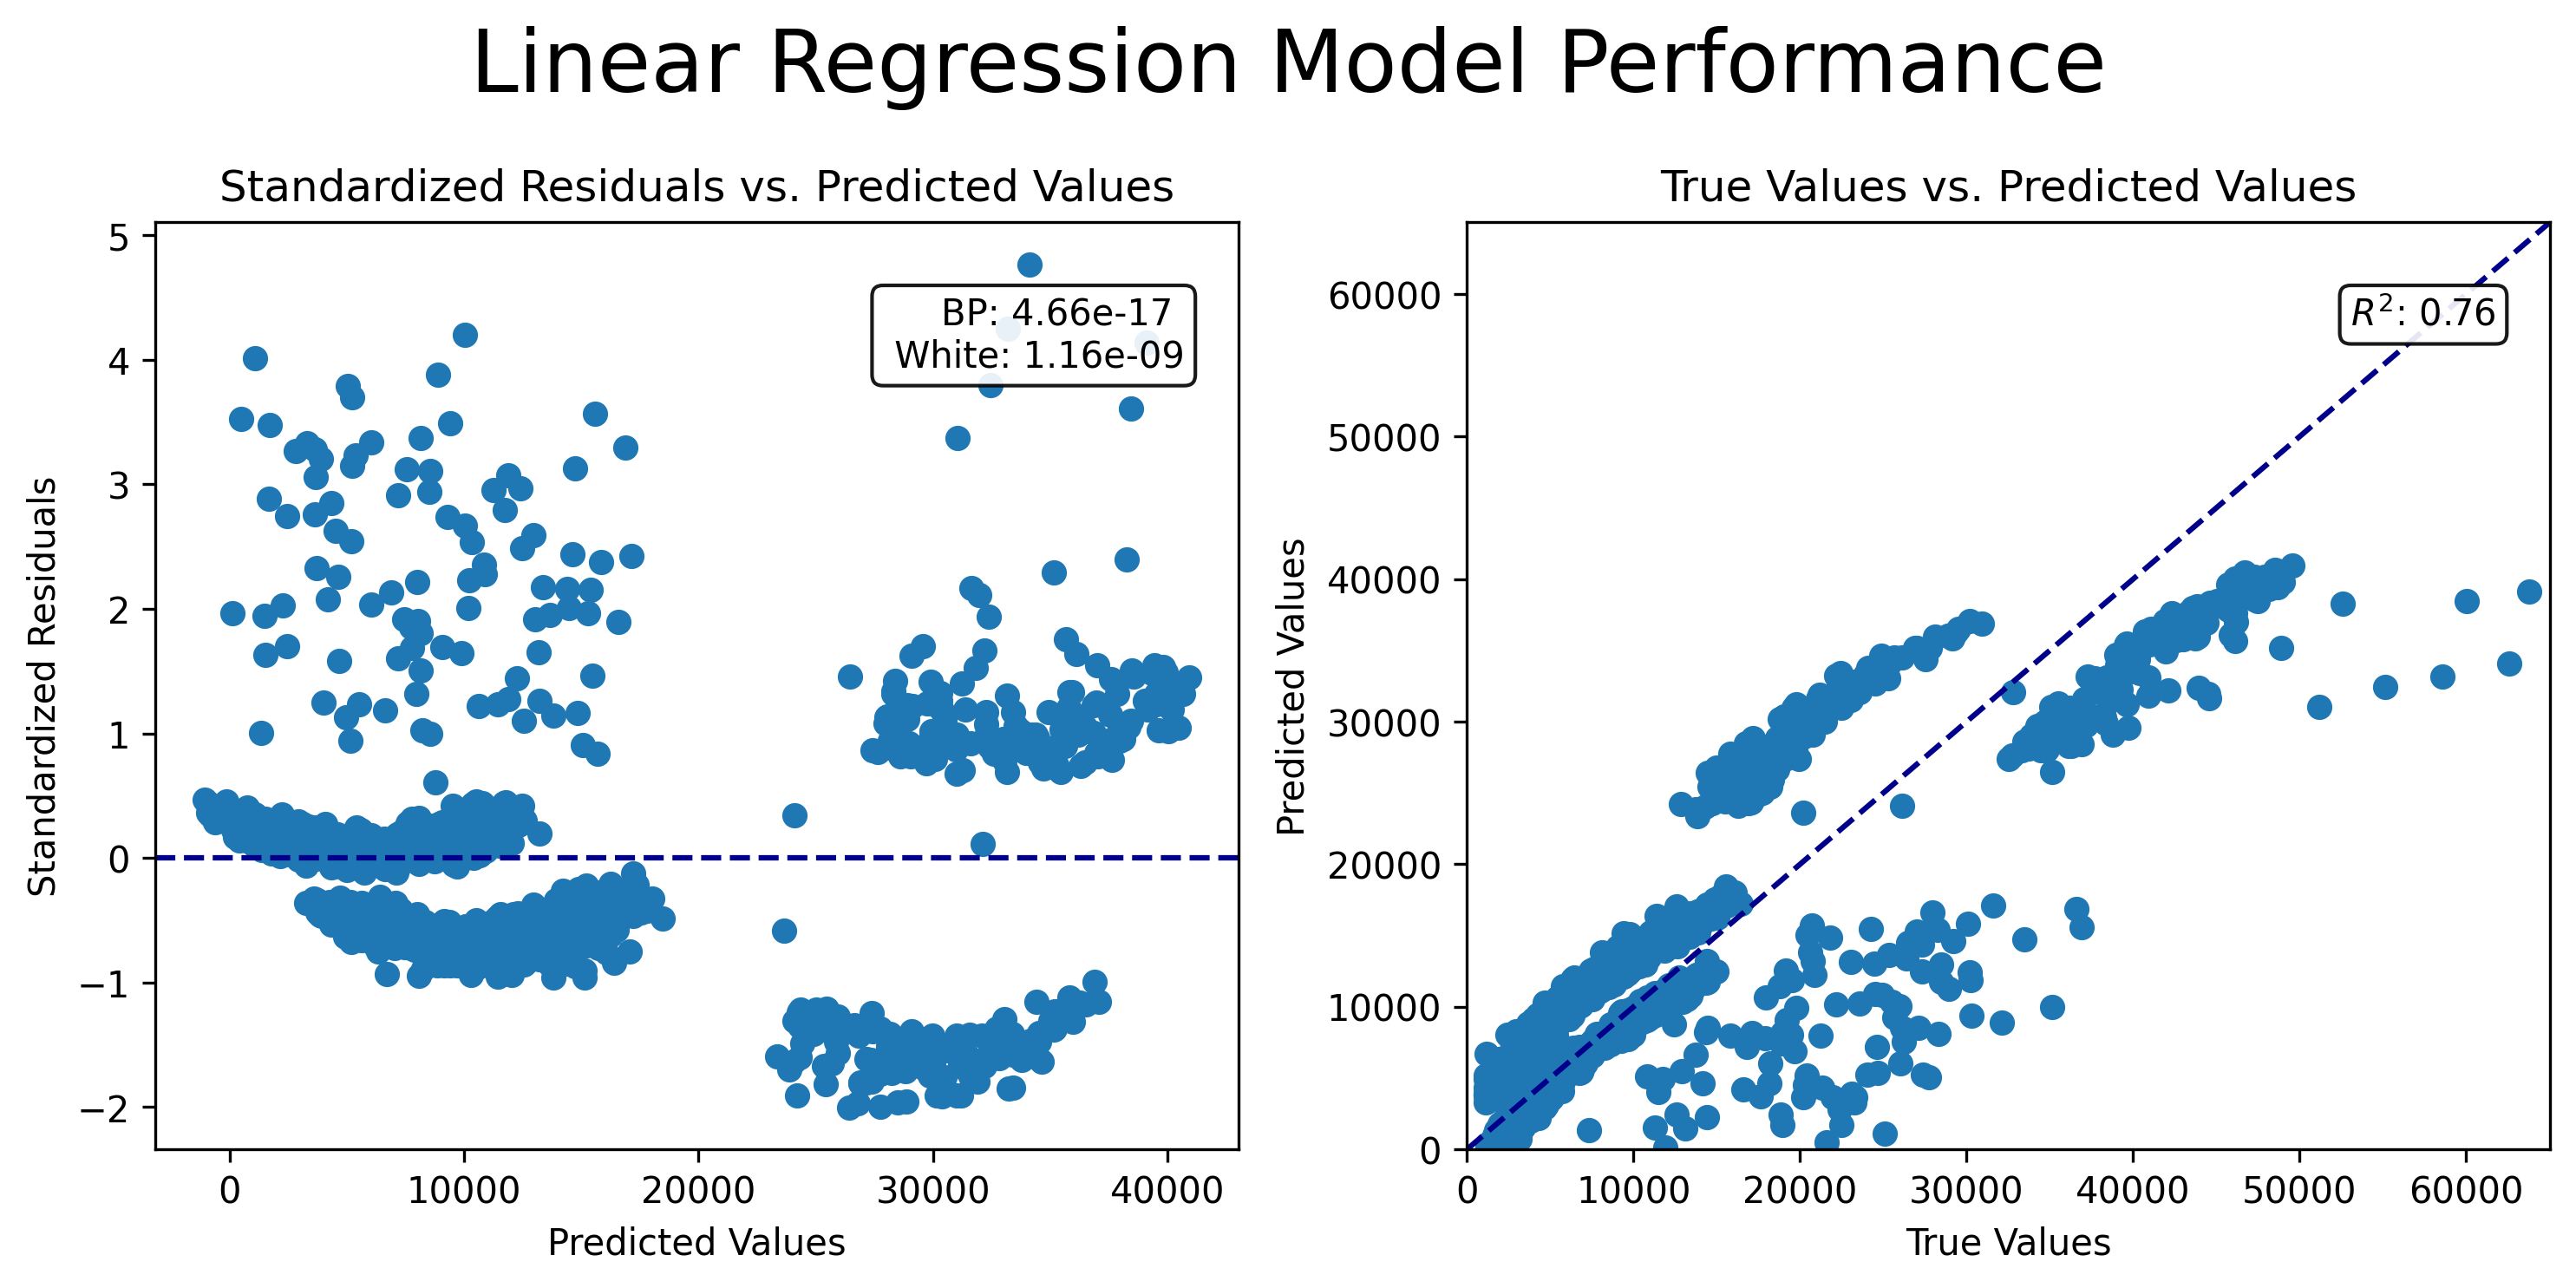 Linear Regression Model Performance
Standardized Residuals vs. Predicted Values
5
4
3
2
1
0
−1
−2
Standardized Residuals
BP: 4.66e-17
White: 1.16e-09
0 10000 20000 30000 40000
Predicted Values
True Values vs. Predicted Values
60000
50000
40000
30000
20000
10000
0
Predicted Values
R²: 0.76
0 10000 20000 30000 40000 50000 60000
True Values